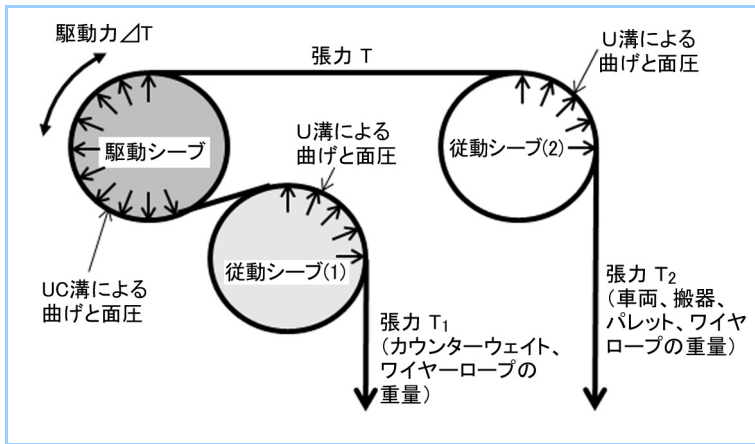 駆動力⊿T
張力 T
U溝による
曲げと面圧
U溝による
曲げと面圧
駆動シーブ
従動シーブ(2)
従動シーブ(1)
UC溝による
曲げと面圧
張力 T₁
(カウンターウェイト、
ワイヤーロープの
重量)
張力 T₂
(車両、搬器、
パレット、ワイヤ
ロープの重量)